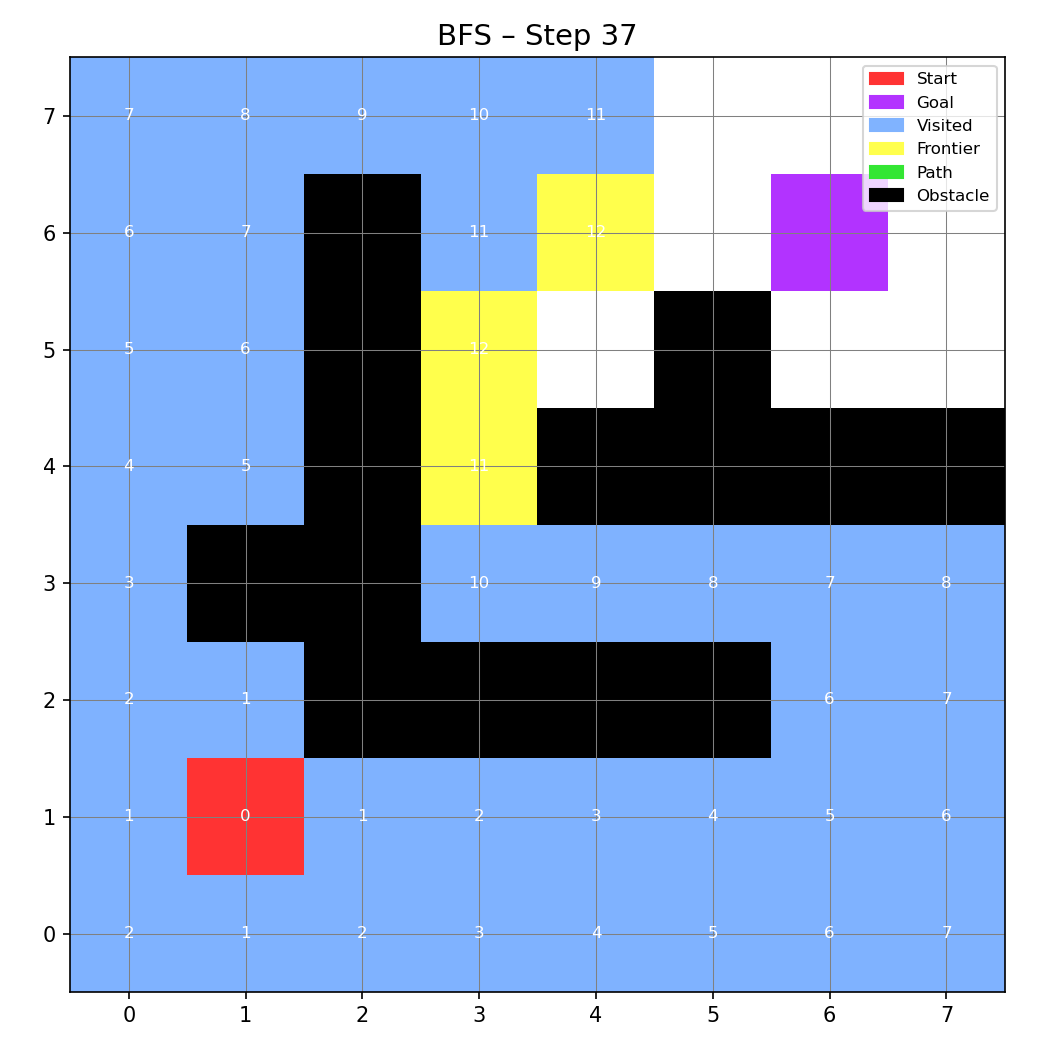 BFS – Step 37
Start
Goal
Visited
Frontier
Path
Obstacle
7 7 8 9 10 11
6 6 7 11 12
5 5 6 12
4 4 5 11
3 3 10 9 8 7 8
2 2 1 6 7
1 1 0 1 2 3 4 5 6
0 2 1 2 3 4 5 6 7
0 1 2 3 4 5 6 7